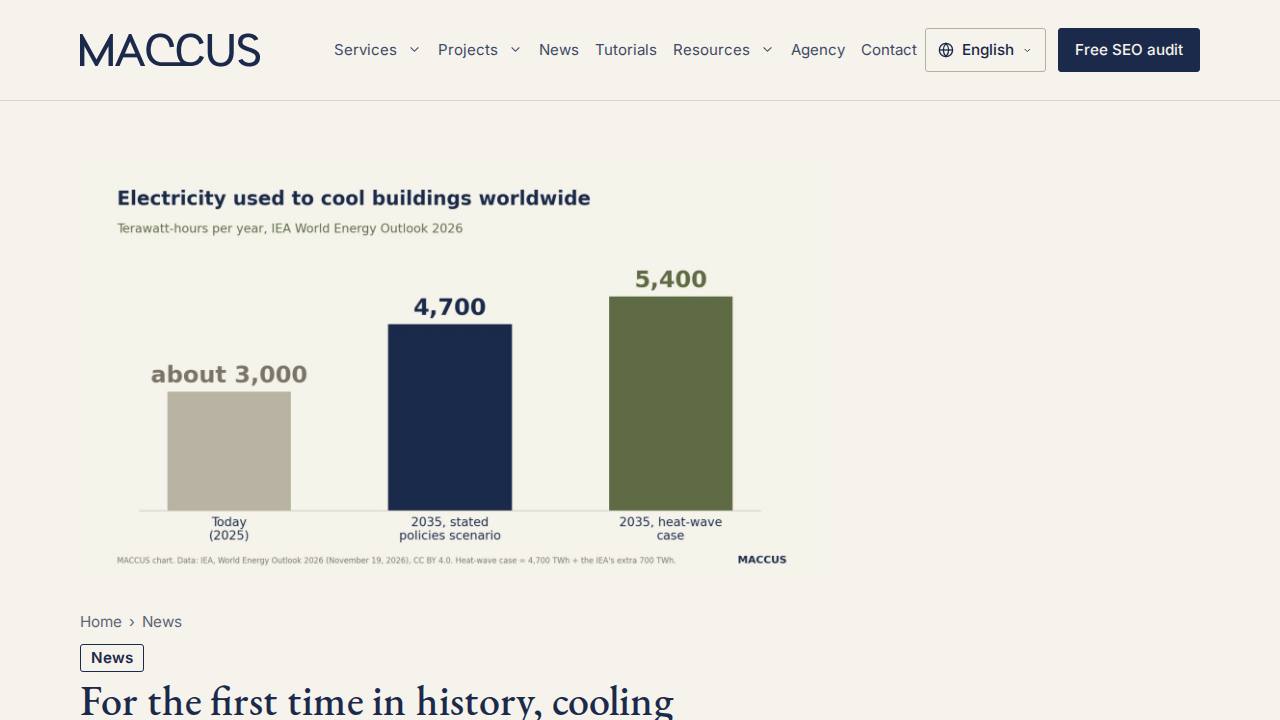 MACCUS
Services Projects News Tutorials Resources Agency Contact English Free SEO audit
Electricity used to cool buildings worldwide
Terawatt-hours per year, IEA World Energy Outlook 2026
about 3,000
4,700
5,400
Today
(2025)
2035, stated
policies scenario
2035, heat-wave
case
MACCUS chart. Data: IEA, World Energy Outlook 2026 (November 19, 2026), CC BY 4.0. Heat-wave case = 4,700 TWh + the IEA's extra 700 TWh.
MACCUS
Home › News
News
For the first time in history, cooling